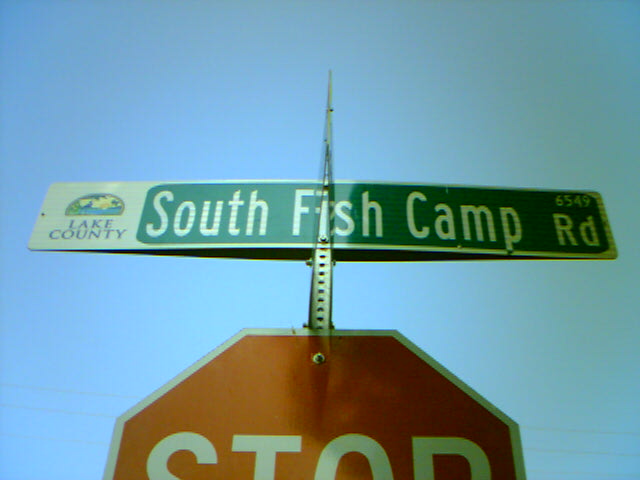 LAKE
COUNTY
South Fish Camp Rd
6549
STOP